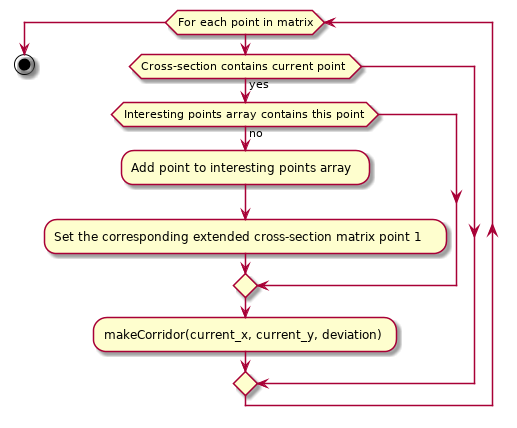 For each point in matrix
Cross-section contains current point
yes
Interesting points array contains this point
no
Add point to interesting points array
Set the corresponding extended cross-section matrix point 1
makeCorridor(current_x, current_y, deviation)